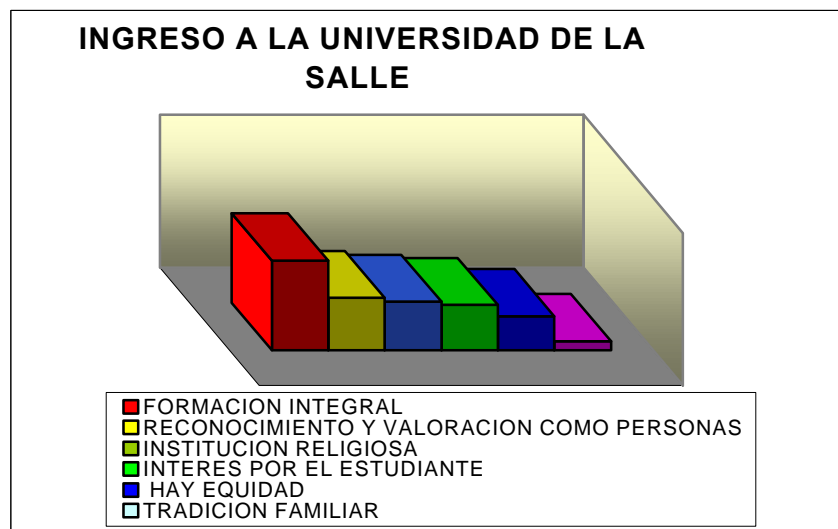 INGRESO A LA UNIVERSIDAD DE LA
SALLE
FORMACION INTEGRAL
RECONOCIMIENTO Y VALORACION COMO PERSONAS
INSTITUCION RELIGIOSA
INTERES POR EL ESTUDIANTE
HAY EQUIDAD
TRADICION FAMILIAR